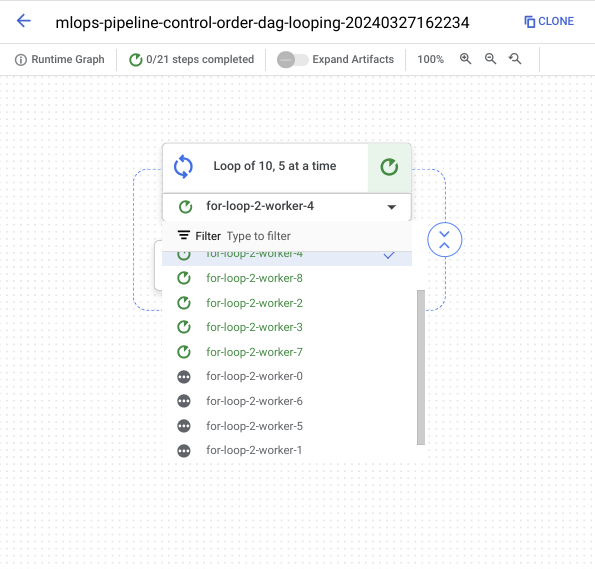 mlops-pipeline-control-order-dag-looping-20240327162234
CLONE
Runtime Graph
0/21 steps completed
Expand Artifacts
100%
Loop of 10, 5 at a time
for-loop-2-worker-4
Filter Type to filter
for-loop-2-worker-4
for-loop-2-worker-8
for-loop-2-worker-2
for-loop-2-worker-3
for-loop-2-worker-7
for-loop-2-worker-0
for-loop-2-worker-6
for-loop-2-worker-5
for-loop-2-worker-1